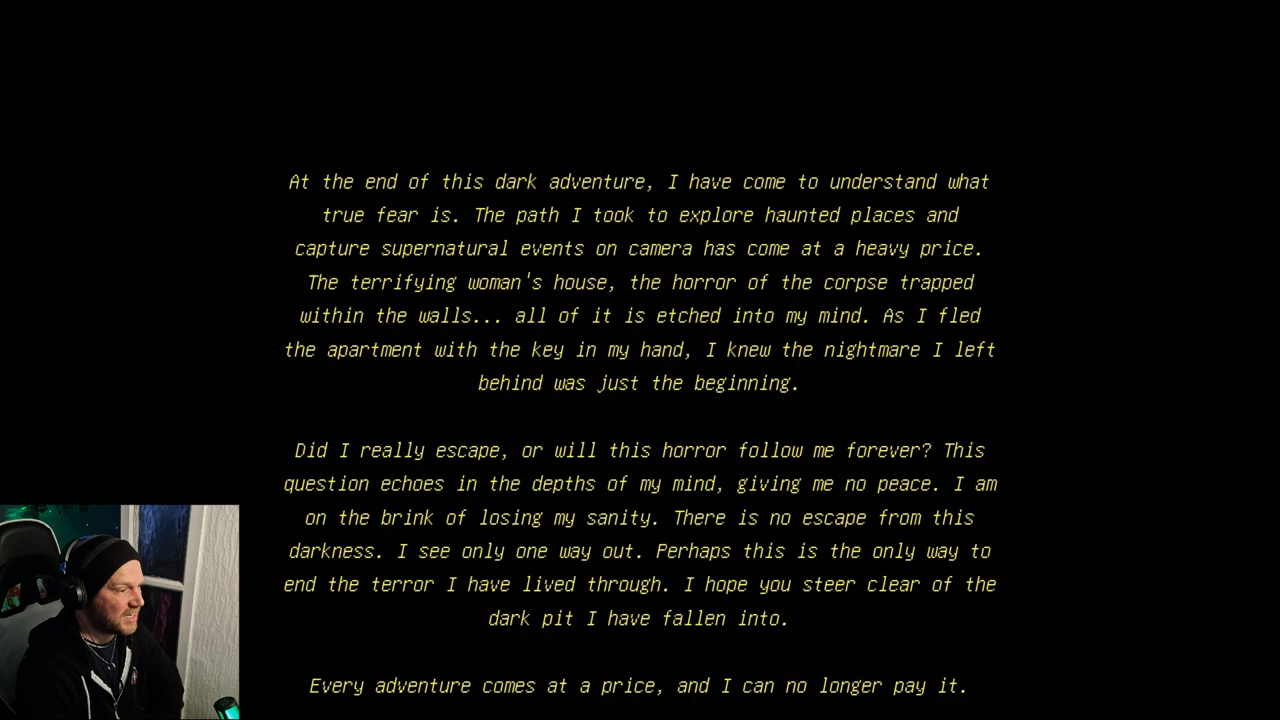 At the end of this dark adventure, I have come to understand what
true fear is. The path I took to explore haunted places and
capture supernatural events on camera has come at a heavy price.
The terrifying woman's house, the horror of the corpse trapped
within the walls... all of it is etched into my mind. As I fled
the apartment with the key in my hand, I knew the nightmare I left
behind was just the beginning.
Did I really escape, or will this horror follow me forever? This
question echoes in the depths of my mind, giving me no peace. I am
on the brink of losing my sanity. There is no escape from this
darkness. I see only one way out. Perhaps this is the only way to
end the terror I have lived through. I hope you steer clear of the
dark pit I have fallen into.
Every adventure comes at a price, and I can no longer pay it.